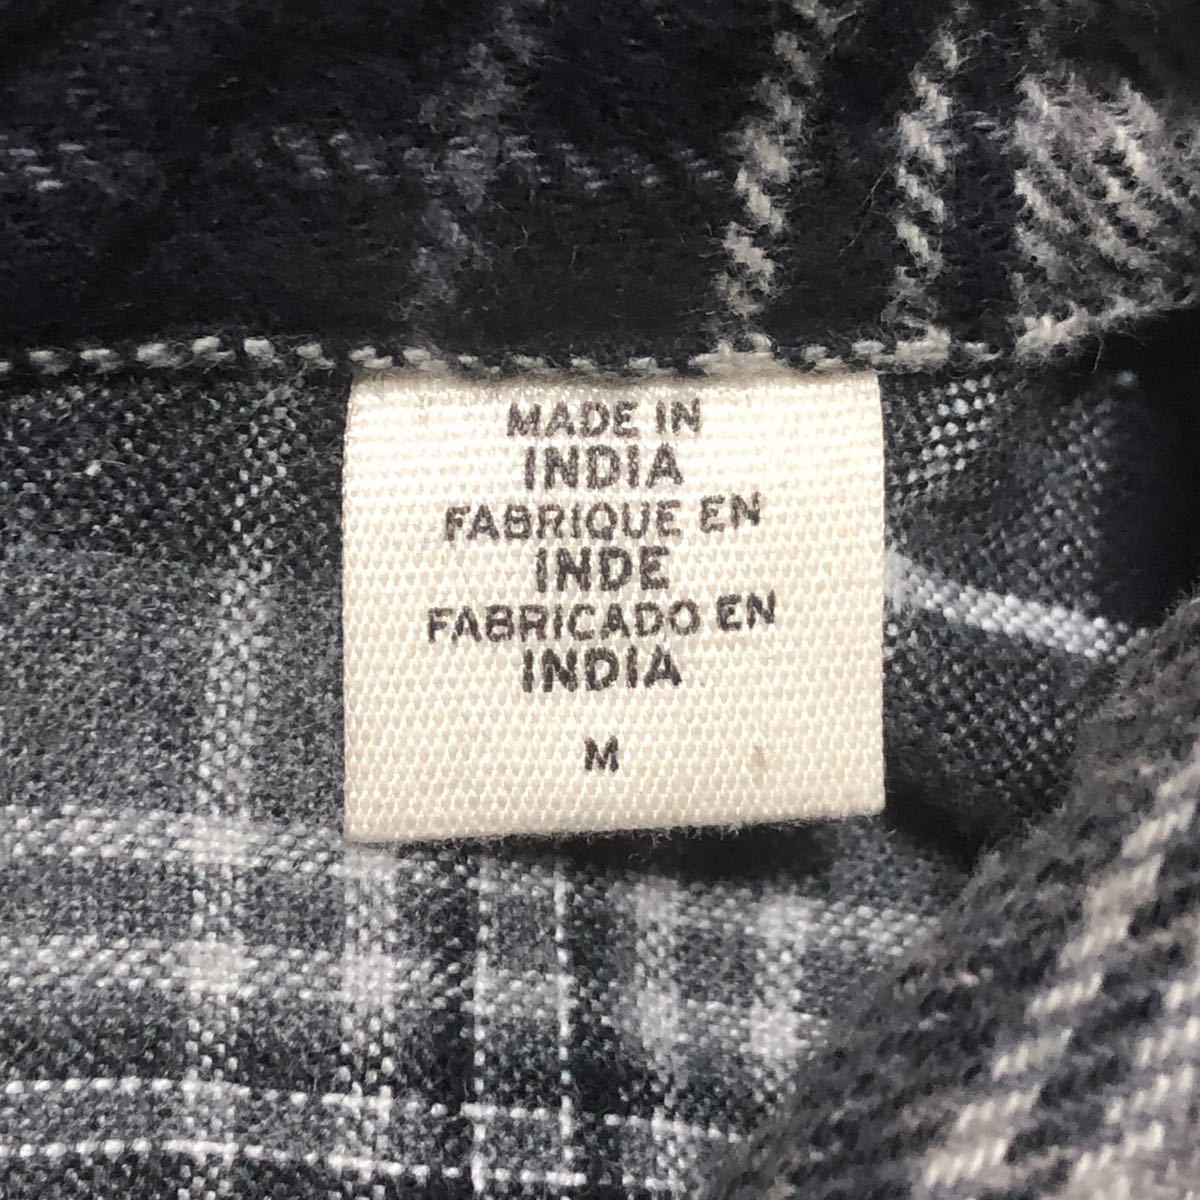 MADE IN
INDIA
FABRIQUE EN
INDE
FABRICADO EN
INDIA
M